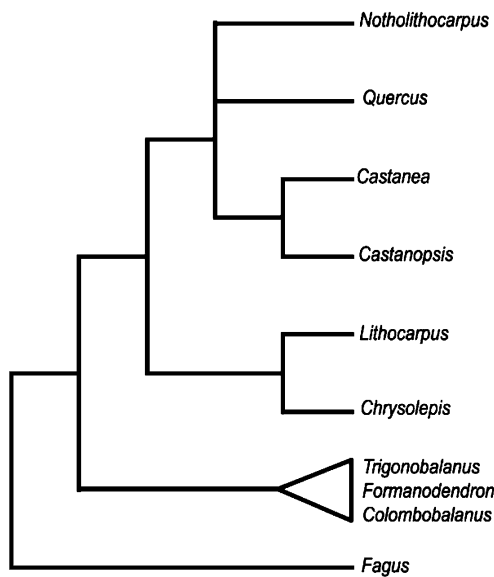 Notholithocarpus
Quercus
Castanea
Castanopsis
Lithocarpus
Chrysolepis
Trigonobalanus
Formanodendron
Colombobalanus
Fagus